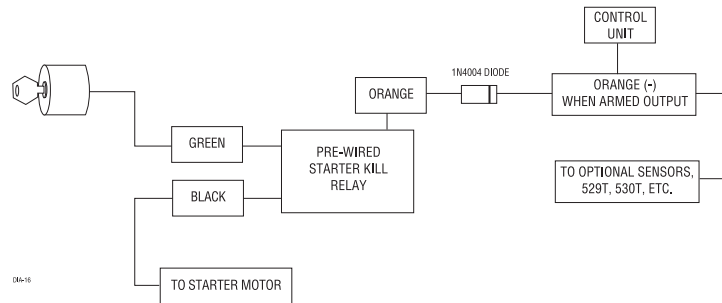 CONTROL
UNIT
1N4004 DIODE
ORANGE
ORANGE (-)
WHEN ARMED OUTPUT
GREEN
PRE-WIRED
STARTER KILL
RELAY
BLACK
TO OPTIONAL SENSORS,
529T, 530T, ETC.
DIA-16
TO STARTER MOTOR